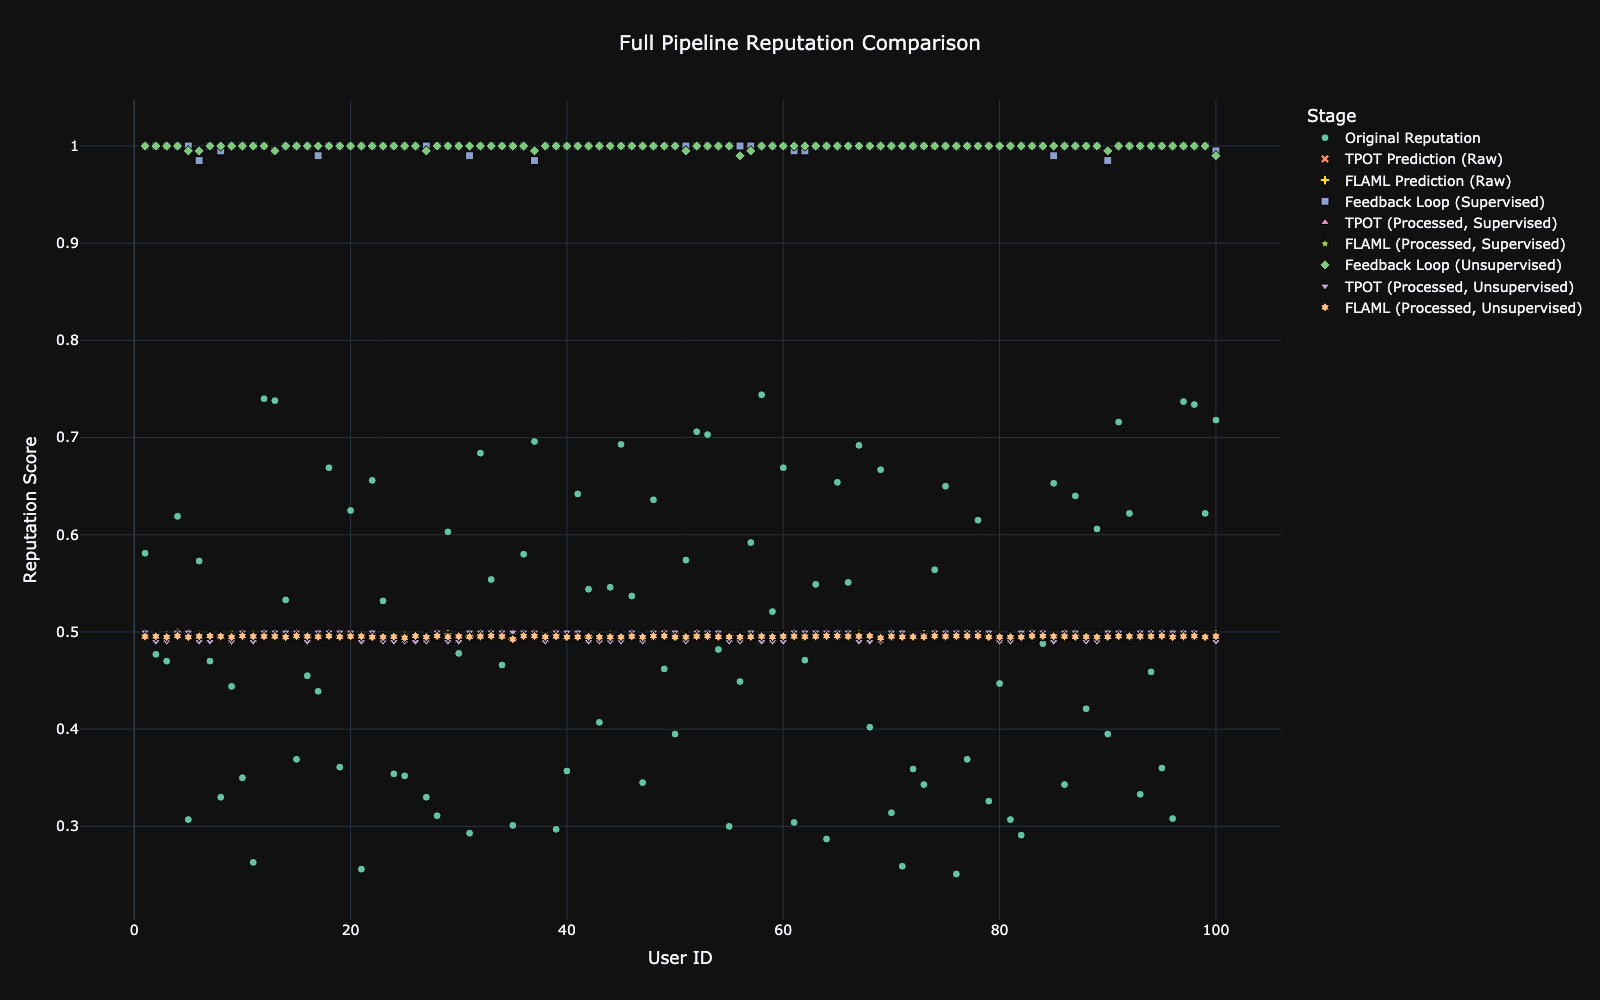 Full Pipeline Reputation Comparison
Stage
Original Reputation
TPOT Prediction (Raw)
FLAML Prediction (Raw)
Feedback Loop (Supervised)
TPOT (Processed, Supervised)
FLAML (Processed, Supervised)
Feedback Loop (Unsupervised)
TPOT (Processed, Unsupervised)
FLAML (Processed, Unsupervised)
Reputation Score
1
0.9
0.8
0.7
0.6
0.5
0.4
0.3
0 20 40 60 80 100
User ID